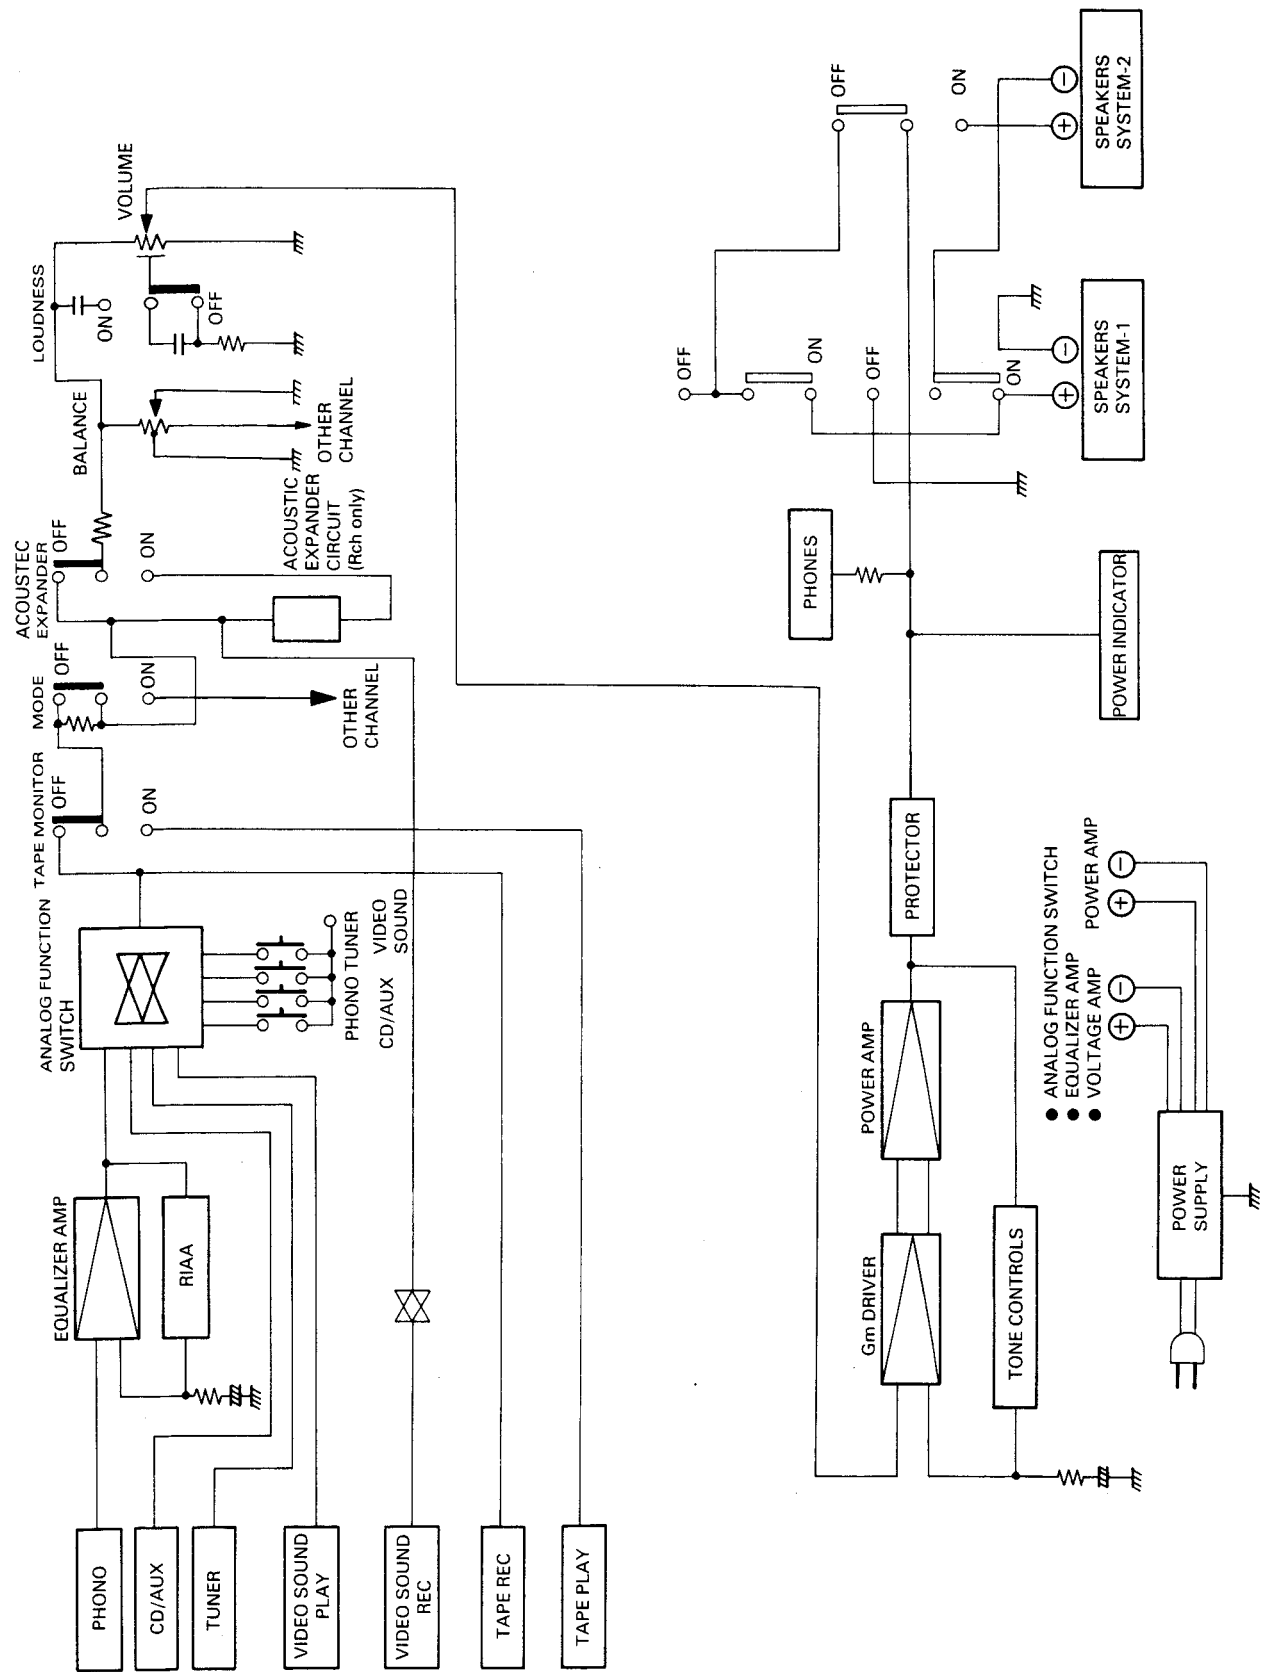 PHONO
CD/AUX
TUNER
VIDEO SOUND
PLAY
VIDEO SOUND
REC
TAPE REC
TAPE PLAY
EQUALIZER AMP
RIAA
ANALOG FUNCTION
SWITCH
PHONO TUNER
CD/AUX
VIDEO
SOUND
TAPE MONITOR
OFF
ON
MODE
OFF
ON
OTHER
CHANNEL
ACOUSTEC
EXPANDER
OFF
ON
ACOUSTIC
EXPANDER
CIRCUIT
(Rch only)
BALANCE
OTHER
CHANNEL
LOUDNESS
ON
OFF
VOLUME
Gm DRIVER
POWER AMP
TONE CONTROLS
PROTECTOR
PHONES
POWER INDICATOR
OFF
ON
OFF
ON
OFF
ON
SPEAKERS
SYSTEM-1
SPEAKERS
SYSTEM-2
POWER
SUPPLY
● ANALOG FUNCTION SWITCH
● EQUALIZER AMP
● VOLTAGE AMP
POWER AMP
+
−
+
−
+
−
+
−